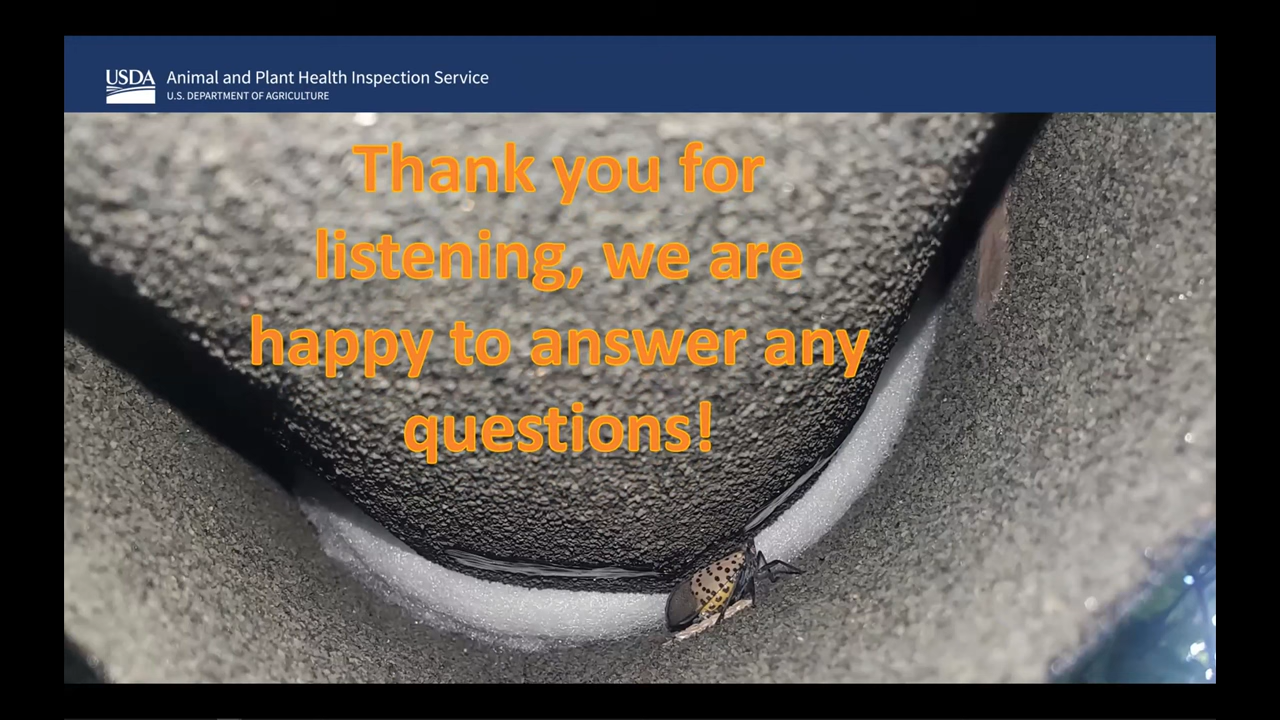 USDA Animal and Plant Health Inspection Service
U.S. DEPARTMENT OF AGRICULTURE
Thank you for
listening, we are
happy to answer any
questions!